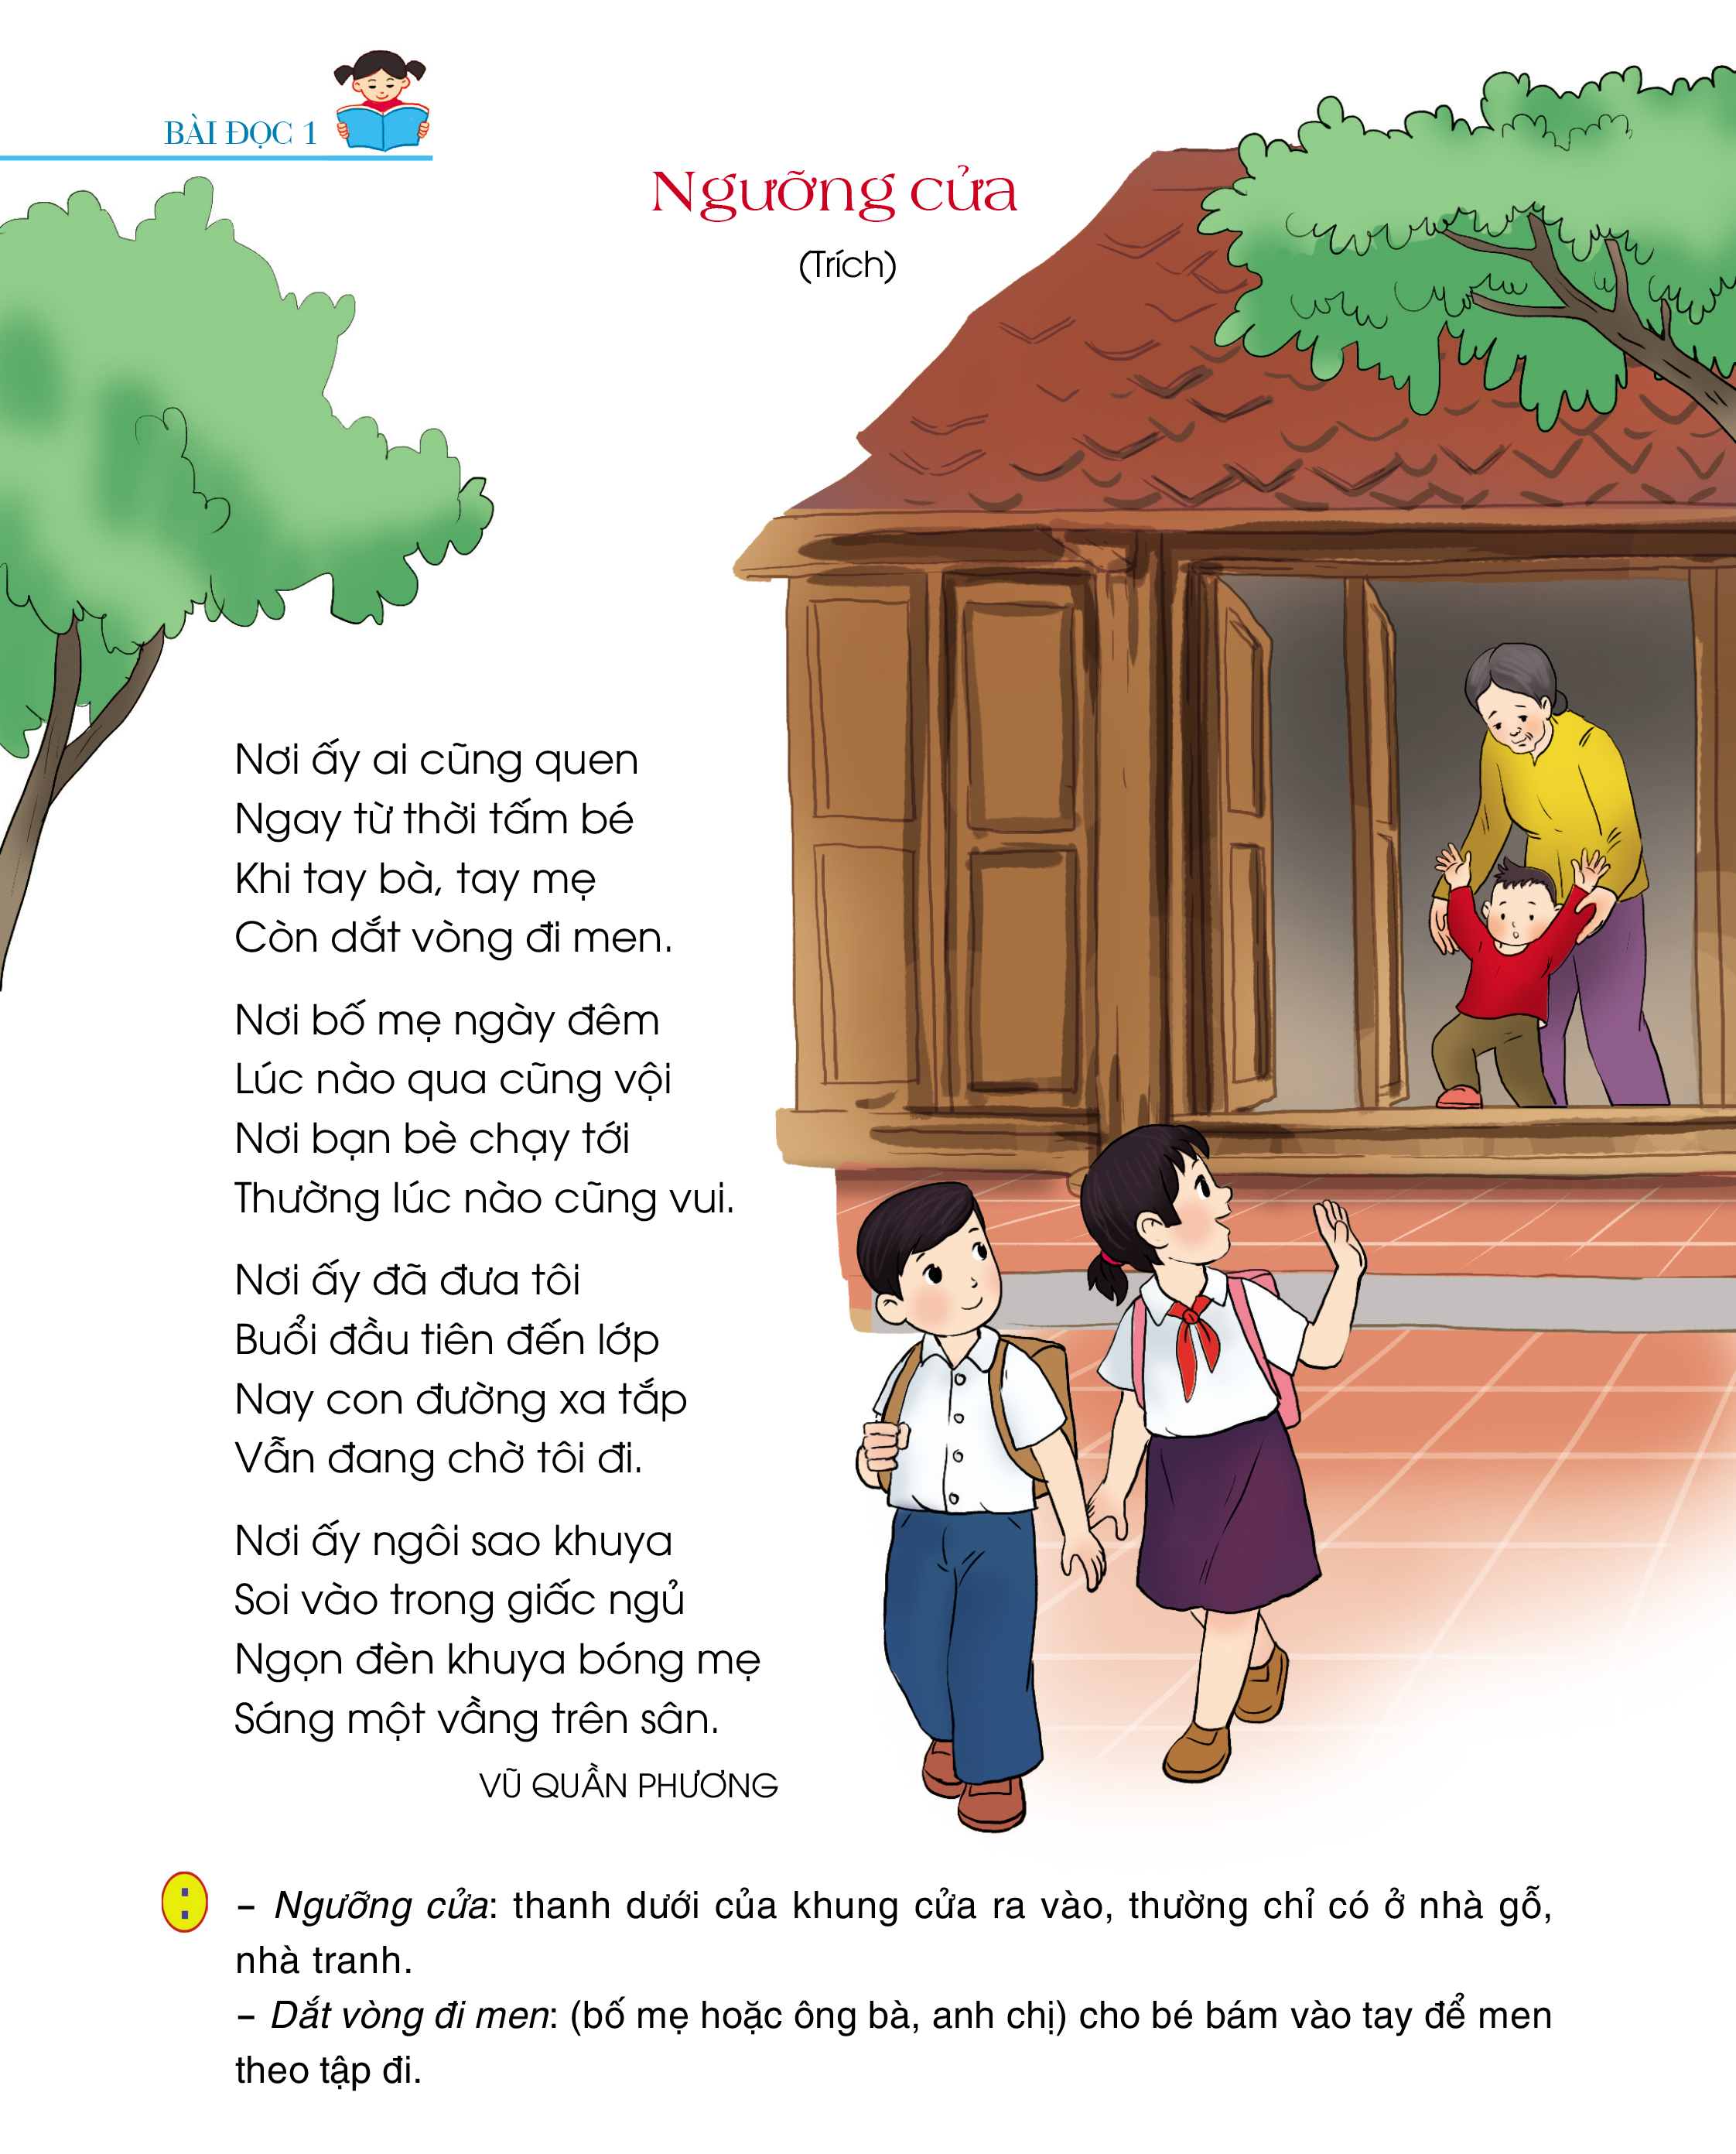 BÀI ĐỌC 1
Ngưỡng cửa
(Trích)
Nơi ấy ai cũng quen
Ngay từ thời tấm bé
Khi tay bà, tay mẹ
Còn dắt vòng đi men.
Nơi bố mẹ ngày đêm
Lúc nào qua cũng vội
Nơi bạn bè chạy tới
Thường lúc nào cũng vui.
Nơi ấy đã đưa tôi
Buổi đầu tiên đến lớp
Nay con đường xa tắp
Vẫn đang chờ tôi đi.
Nơi ấy ngôi sao khuya
Soi vào trong giấc ngủ
Ngọn đèn khuya bóng mẹ
Sáng một vầng trên sân.
VŨ QUẦN PHƯƠNG
– Ngưỡng cửa: thanh dưới của khung cửa ra vào, thường chỉ có ở nhà gỗ,
nhà tranh.
– Dắt vòng đi men: (bố mẹ hoặc ông bà, anh chị) cho bé bám vào tay để men
theo tập đi.